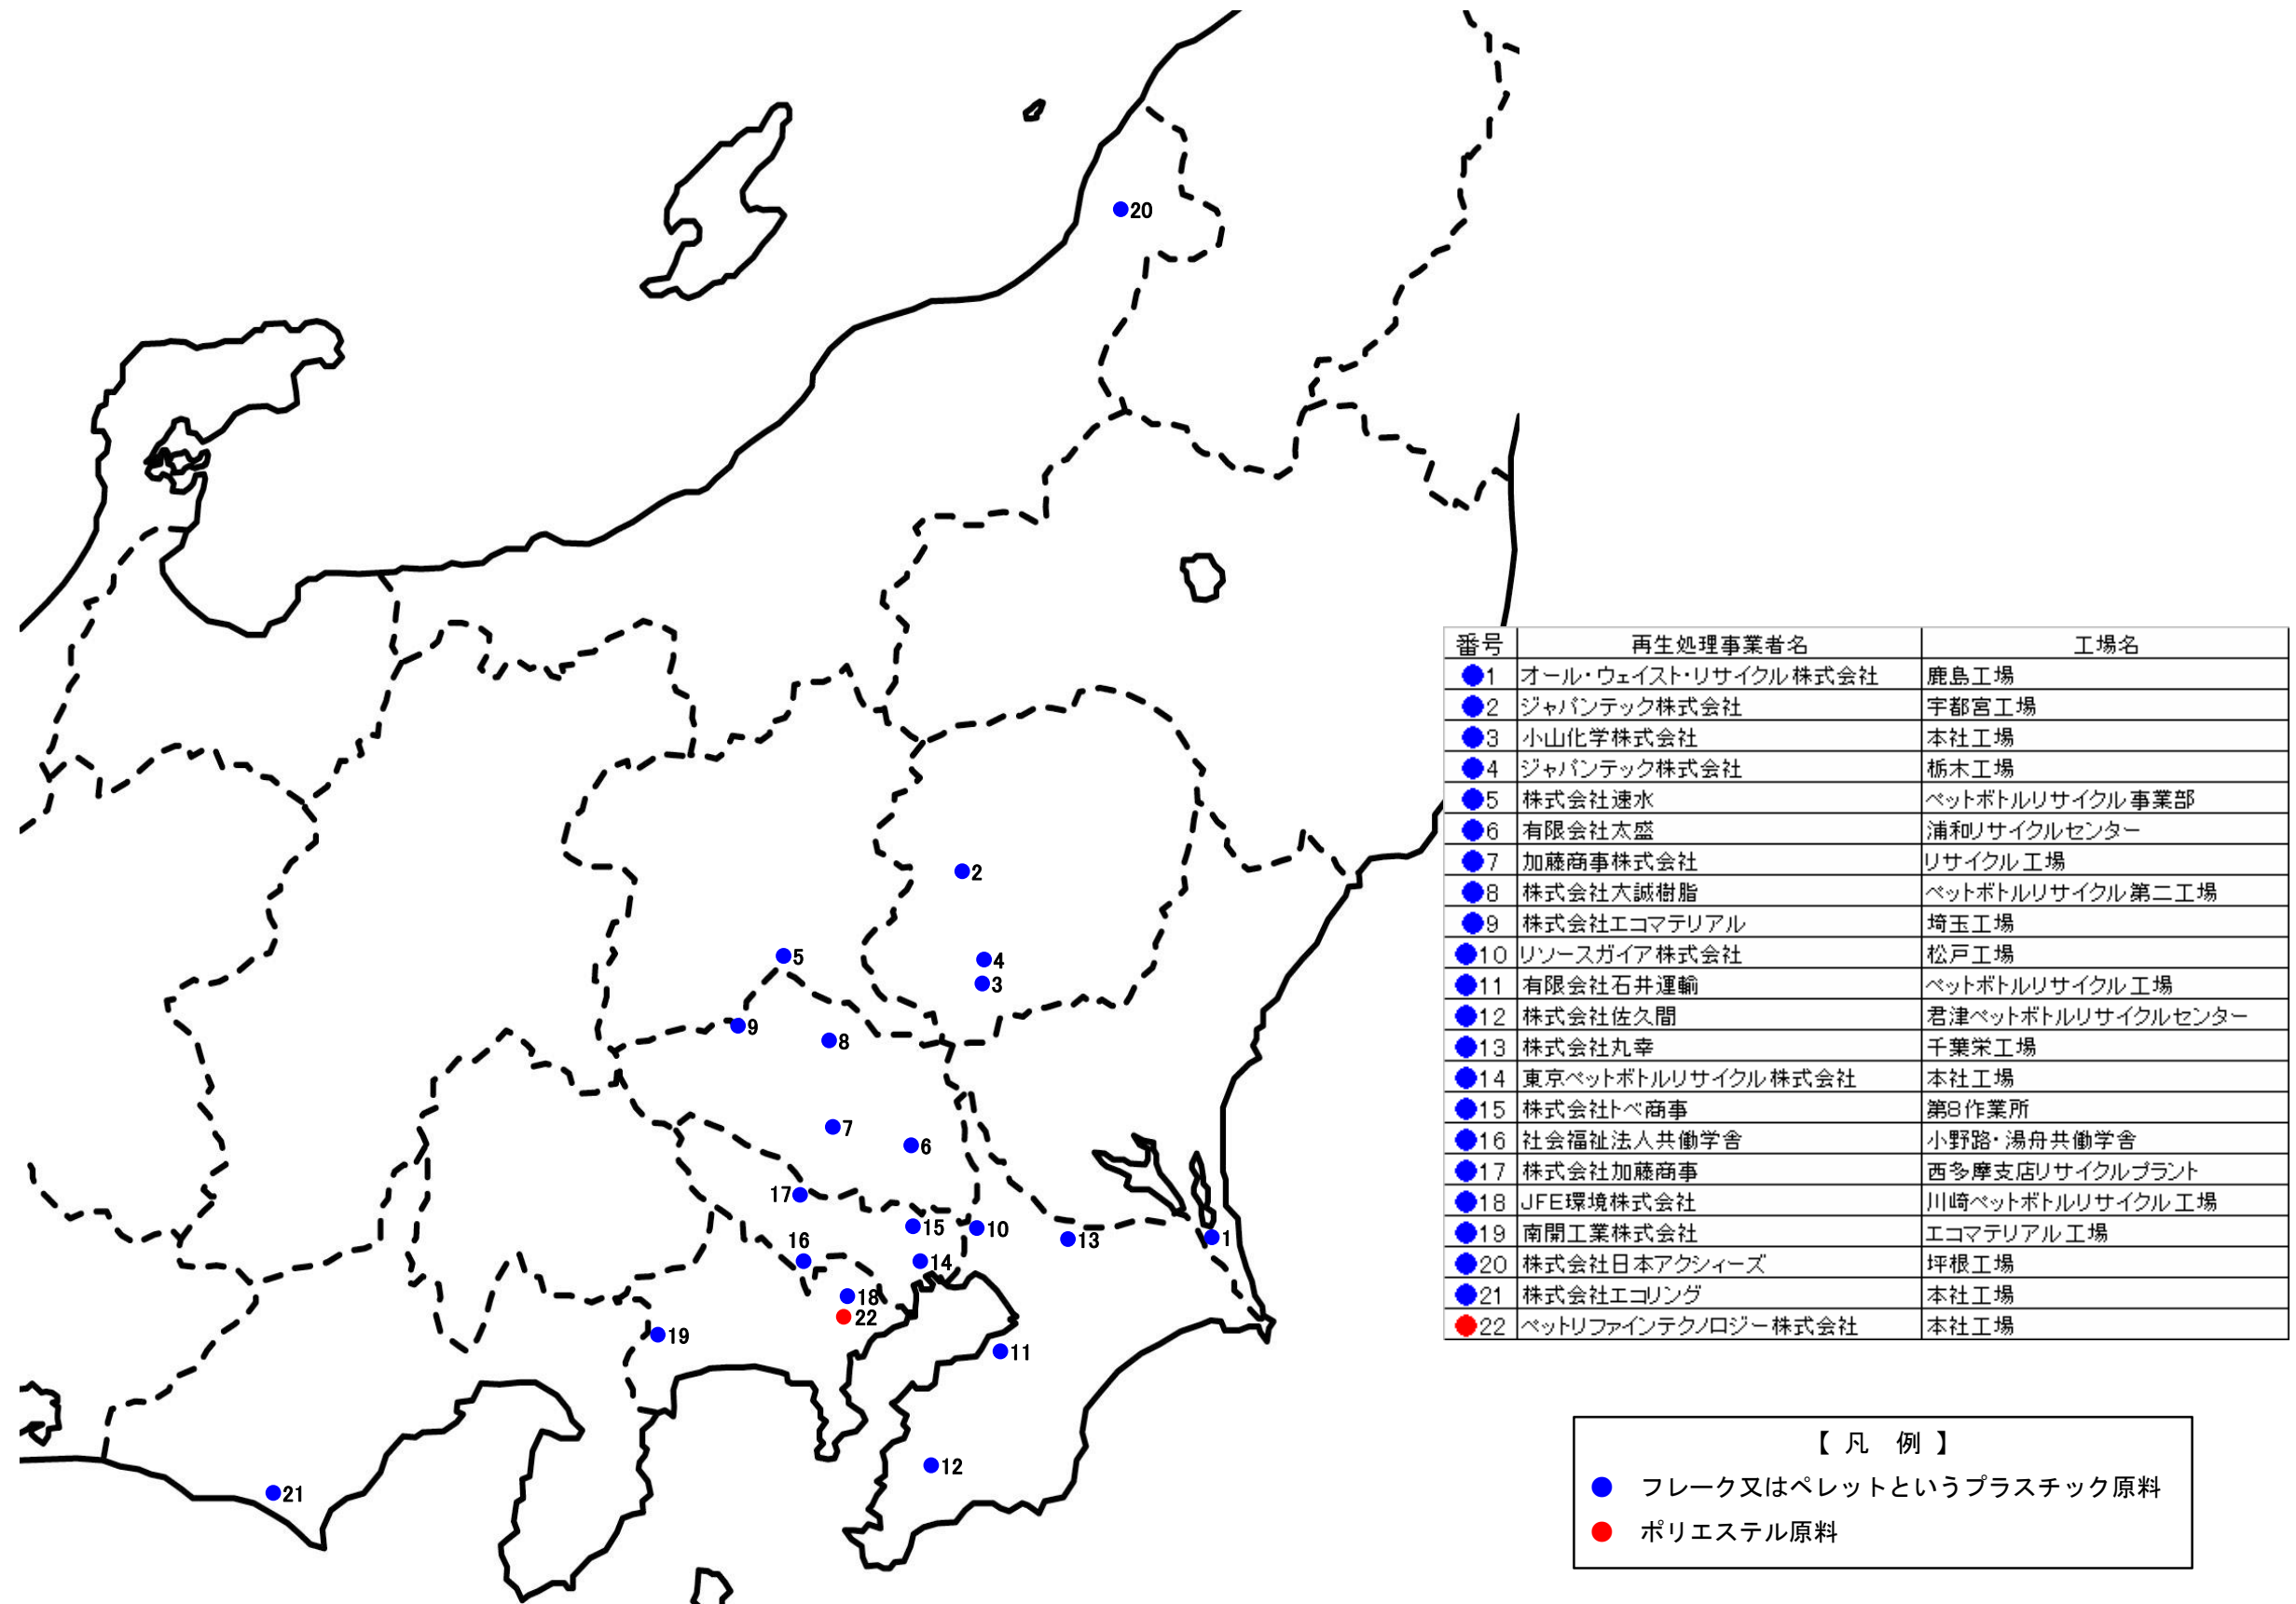 20
2
5
4
3
9
8
7
6
17
15
10
13
1
16
14
18
22
19
11
12
21
番号 再生処理事業者名 工場名
1 オール・ウェイスト・リサイクル株式会社 鹿島工場
2 ジャパンテック株式会社 宇都宮工場
3 小山化学株式会社 本社工場
4 ジャパンテック株式会社 栃木工場
5 株式会社速水 ペットボトルリサイクル事業部
6 有限会社太盛 浦和リサイクルセンター
7 加藤商事株式会社 リサイクル工場
8 株式会社大誠樹脂 ペットボトルリサイクル第二工場
9 株式会社エコマテリアル 埼玉工場
10 リソースガイア株式会社 松戸工場
11 有限会社石井運輸 ペットボトルリサイクル工場
12 株式会社佐久間 君津ペットボトルリサイクルセンター
13 株式会社丸幸 千葉栄工場
14 東京ペットボトルリサイクル株式会社 本社工場
15 株式会社トベ商事 第8作業所
16 社会福祉法人共働学舎 小野路・湯舟共働学舎
17 株式会社加藤商事 西多摩支店リサイクルプラント
18 JFE環境株式会社 川崎ペットボトルリサイクル工場
19 南開工業株式会社 エコマテリアル工場
20 株式会社日本アクシィーズ 坪根工場
21 株式会社エコリング 本社工場
22 ペットリファインテクノロジー株式会社 本社工場
【 凡 例 】
フレーク又はペレットというプラスチック原料
ポリエステル原料